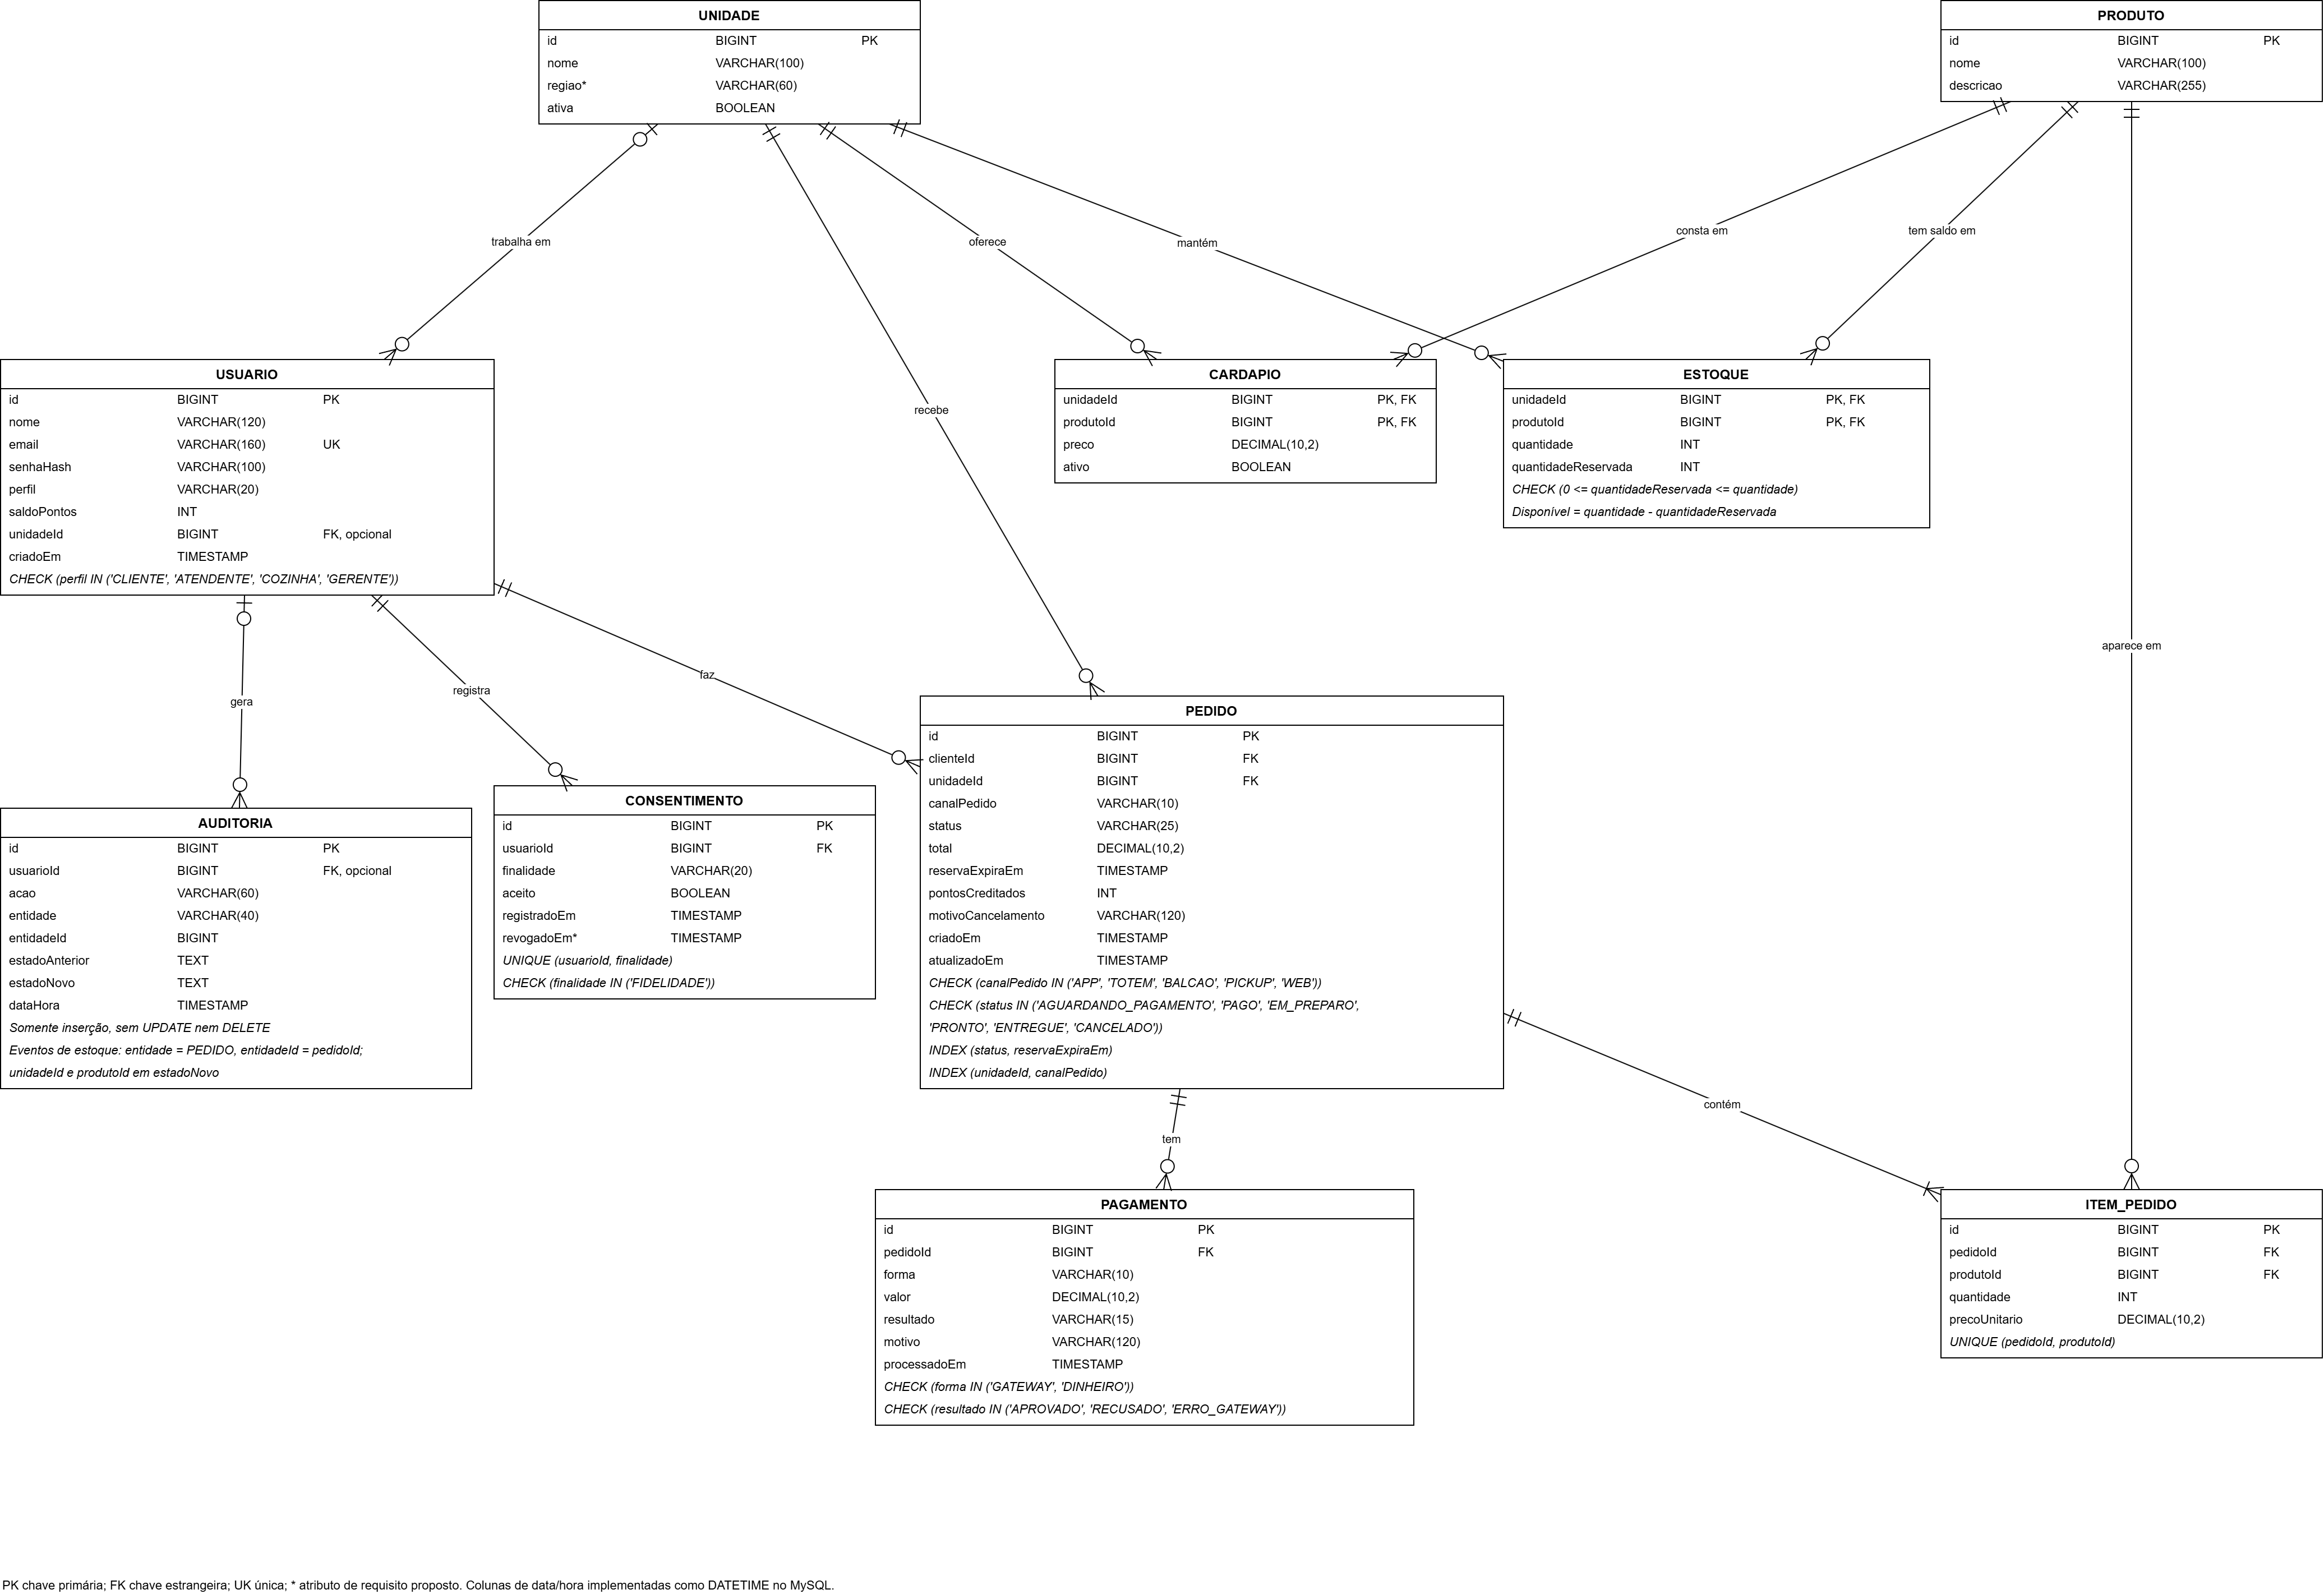 UNIDADE
id BIGINT PK
nome VARCHAR(100)
regiao* VARCHAR(60)
ativa BOOLEAN
PRODUTO
id BIGINT PK
nome VARCHAR(100)
descricao VARCHAR(255)
trabalha em
oferece
mantém
consta em
tem saldo em
recebe
USUARIO
id BIGINT PK
nome VARCHAR(120)
email VARCHAR(160) UK
senhaHash VARCHAR(100)
perfil VARCHAR(20)
saldoPontos INT
unidadeId BIGINT FK, opcional
criadoEm TIMESTAMP
CHECK (perfil IN ('CLIENTE', 'ATENDENTE', 'COZINHA', 'GERENTE'))
CARDAPIO
unidadeId BIGINT PK, FK
produtoId BIGINT PK, FK
preco DECIMAL(10,2)
ativo BOOLEAN
ESTOQUE
unidadeId BIGINT PK, FK
produtoId BIGINT PK, FK
quantidade INT
quantidadeReservada INT
CHECK (0 <= quantidadeReservada <= quantidade)
Disponível = quantidade - quantidadeReservada
gera
registra
faz
aparece em
AUDITORIA
id BIGINT PK
usuarioId BIGINT FK, opcional
acao VARCHAR(60)
entidade VARCHAR(40)
entidadeId BIGINT
estadoAnterior TEXT
estadoNovo TEXT
dataHora TIMESTAMP
Somente inserção, sem UPDATE nem DELETE
Eventos de estoque: entidade = PEDIDO, entidadeId = pedidoId;
unidadeId e produtoId em estadoNovo
CONSENTIMENTO
id BIGINT PK
usuarioId BIGINT FK
finalidade VARCHAR(20)
aceito BOOLEAN
registradoEm TIMESTAMP
revogadoEm* TIMESTAMP
UNIQUE (usuarioId, finalidade)
CHECK (finalidade IN ('FIDELIDADE'))
PEDIDO
id BIGINT PK
clienteId BIGINT FK
unidadeId BIGINT FK
canalPedido VARCHAR(10)
status VARCHAR(25)
total DECIMAL(10,2)
reservaExpiraEm TIMESTAMP
pontosCreditados INT
motivoCancelamento VARCHAR(120)
criadoEm TIMESTAMP
atualizadoEm TIMESTAMP
CHECK (canalPedido IN ('APP', 'TOTEM', 'BALCAO', 'PICKUP', 'WEB'))
CHECK (status IN ('AGUARDANDO_PAGAMENTO', 'PAGO', 'EM_PREPARO',
'PRONTO', 'ENTREGUE', 'CANCELADO'))
INDEX (status, reservaExpiraEm)
INDEX (unidadeId, canalPedido)
contém
tem
PAGAMENTO
id BIGINT PK
pedidoId BIGINT FK
forma VARCHAR(10)
valor DECIMAL(10,2)
resultado VARCHAR(15)
motivo VARCHAR(120)
processadoEm TIMESTAMP
CHECK (forma IN ('GATEWAY', 'DINHEIRO'))
CHECK (resultado IN ('APROVADO', 'RECUSADO', 'ERRO_GATEWAY'))
ITEM_PEDIDO
id BIGINT PK
pedidoId BIGINT FK
produtoId BIGINT FK
quantidade INT
precoUnitario DECIMAL(10,2)
UNIQUE (pedidoId, produtoId)
PK chave primária; FK chave estrangeira; UK única; * atributo de requisito proposto. Colunas de data/hora implementadas como DATETIME no MySQL.